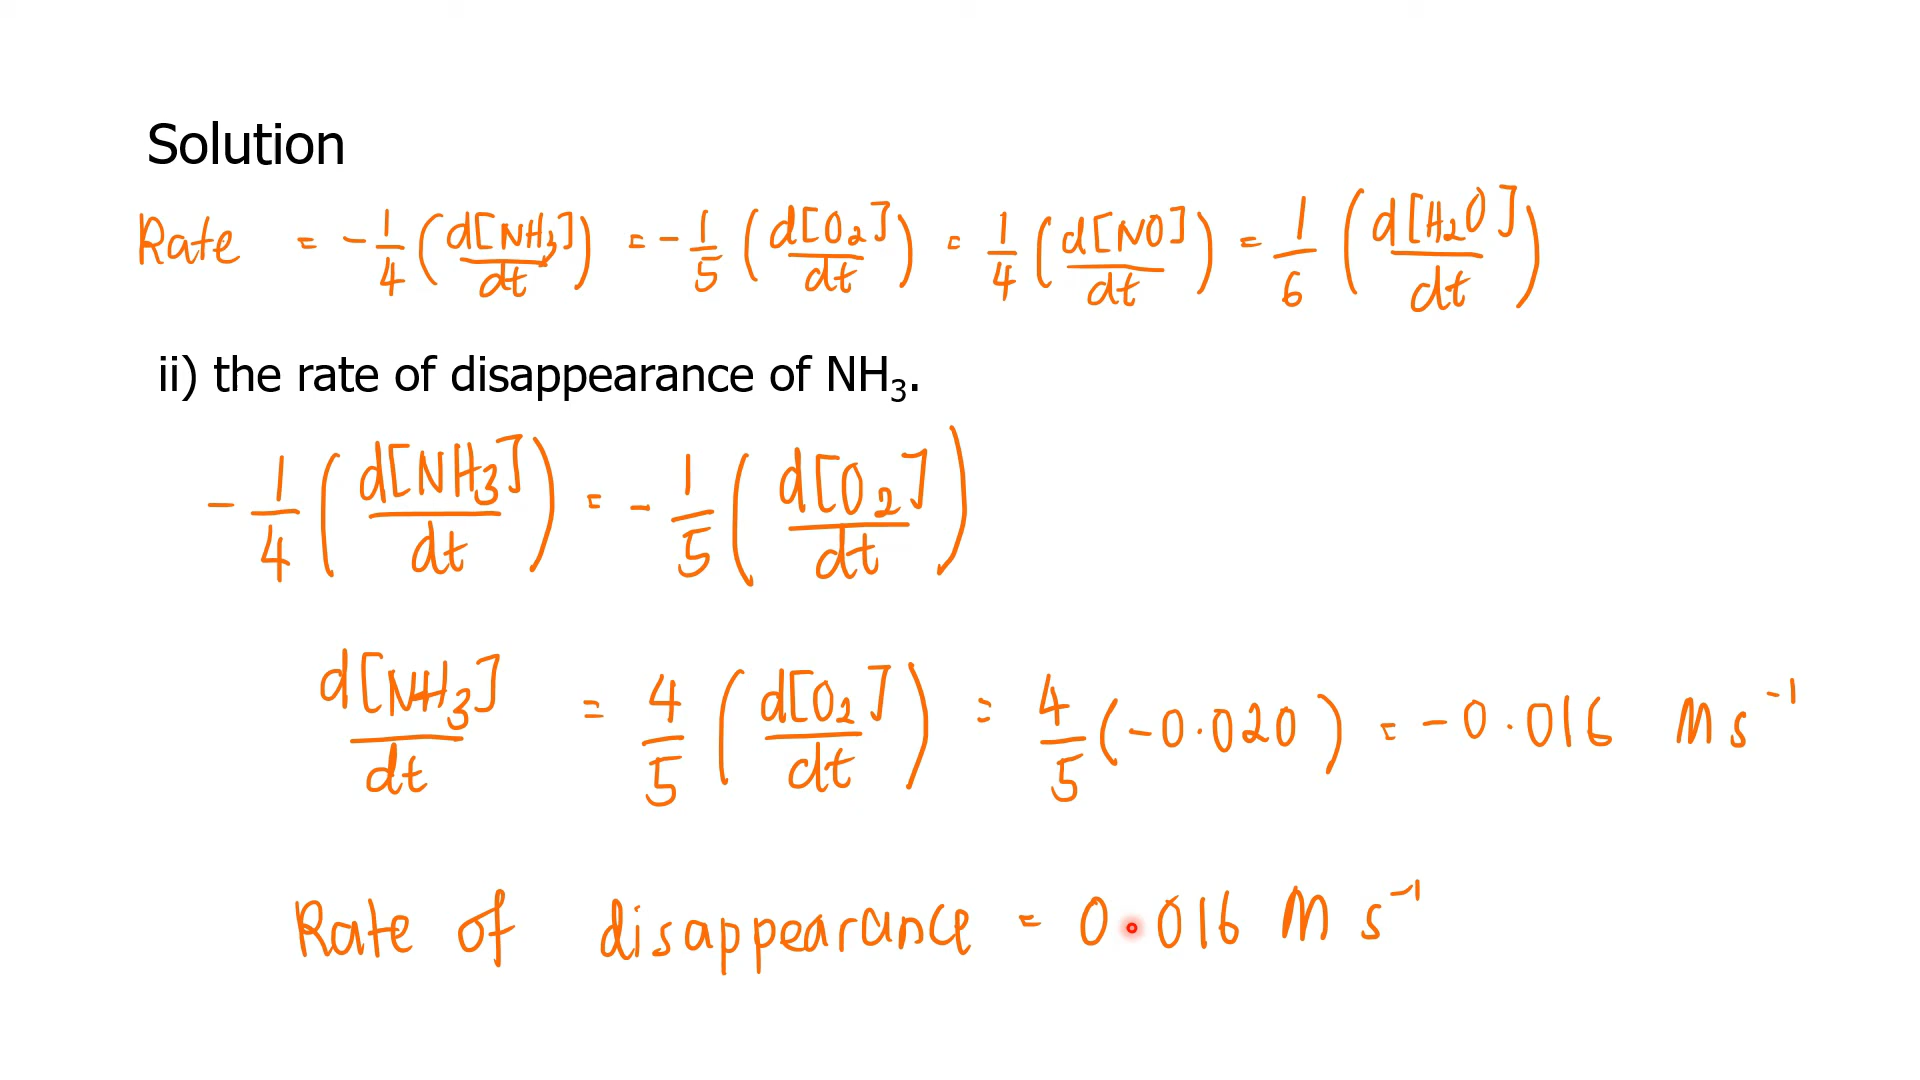 Solution
Rate = -1/4 (d[NH₃]/dt) = -1/5 (d[O₂]/dt) = 1/4 (d[NO]/dt) = 1/6 (d[H₂O]/dt)
ii) the rate of disappearance of NH₃.
-1/4 (d[NH₃]/dt) = -1/5 (d[O₂]/dt)
d[NH₃]/dt = 4/5 (d[O₂]/dt) = 4/5 (-0.020) = -0.016 M s⁻¹
Rate of disappearance = 0.016 M s⁻¹